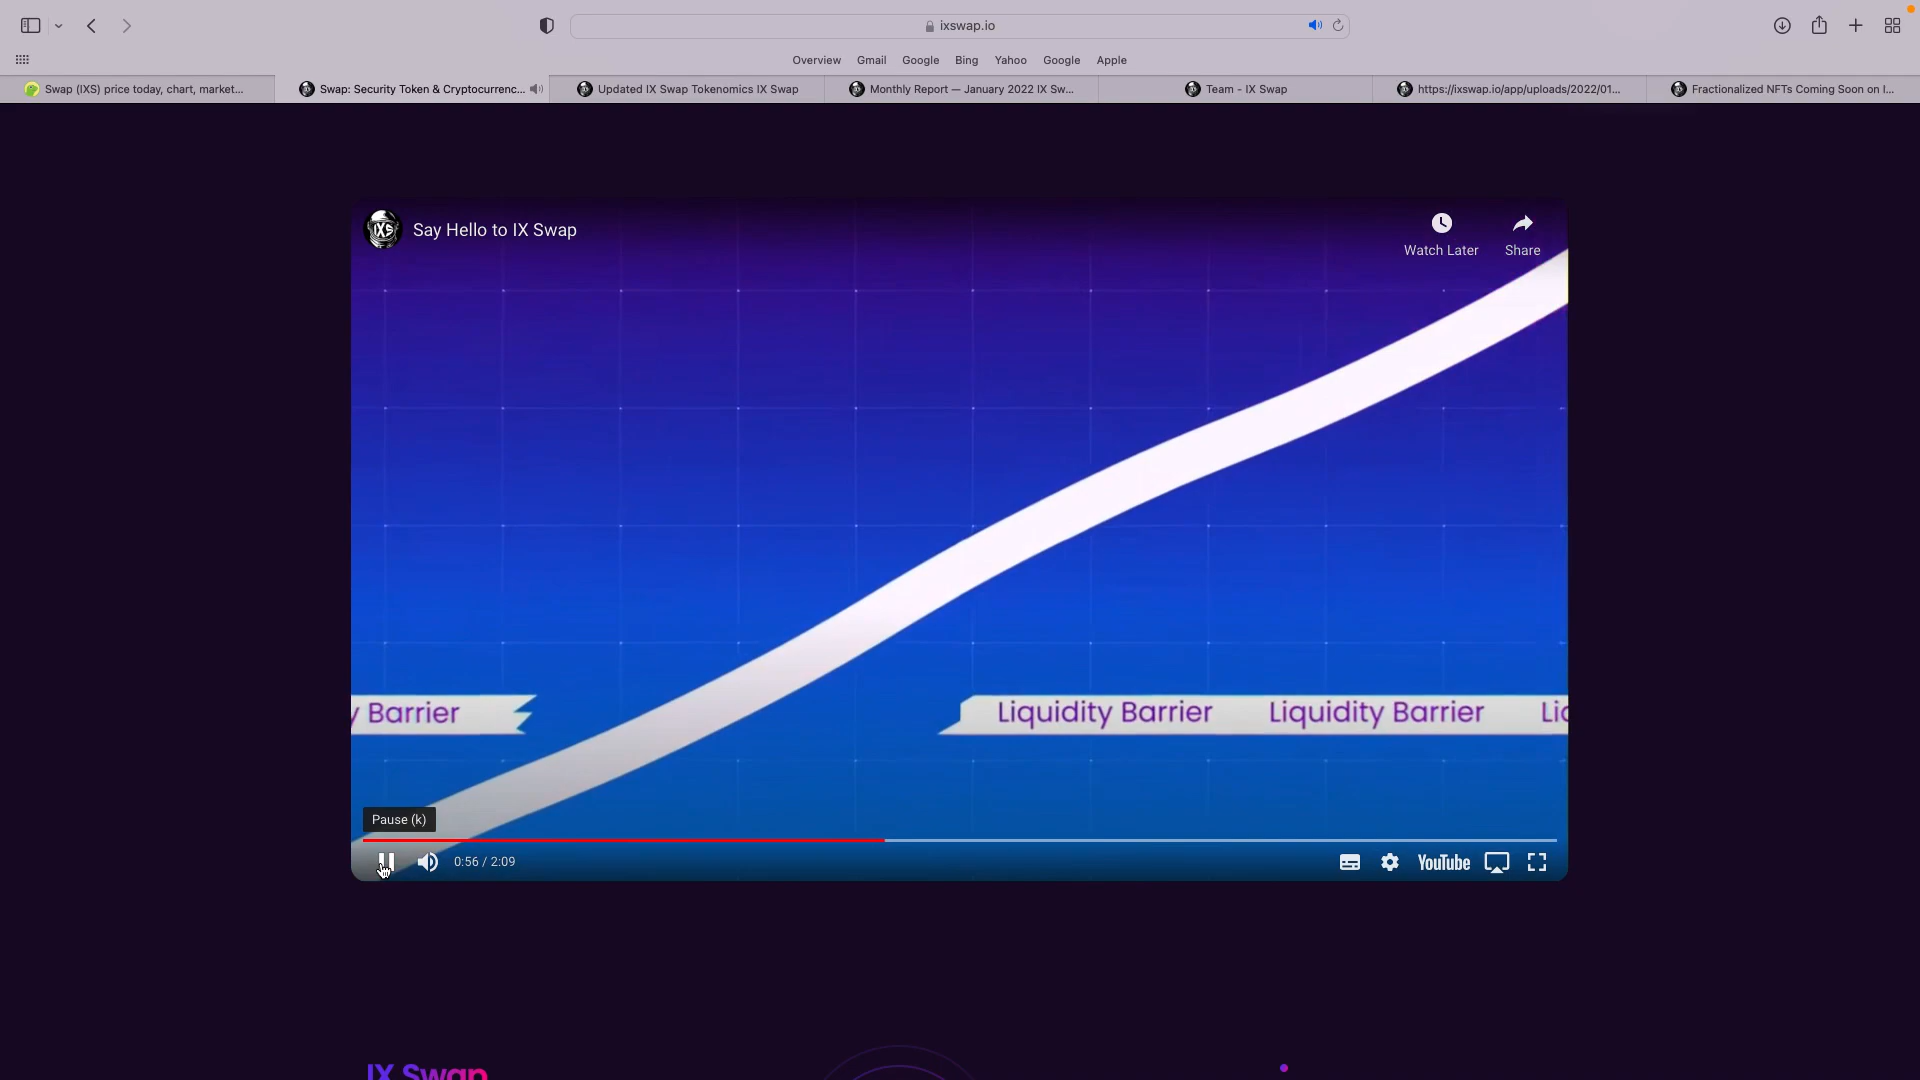 ixswap.io
Overview Gmail Google Bing Yahoo Google Apple
Swap (IXS) price today, chart, market... Swap: Security Token & Cryptocurrenc... Updated IX Swap Tokenomics IX Swap Monthly Report — January 2022 IX Sw... Team - IX Swap https://ixswap.io/app/uploads/2022/01... Fractionalized NFTs Coming Soon on I...
IXS Say Hello to IX Swap
Watch Later Share
y Barrier Liquidity Barrier Liquidity Barrier Lic
Pause (k)
0:56 / 2:09 YouTube
IX Swap